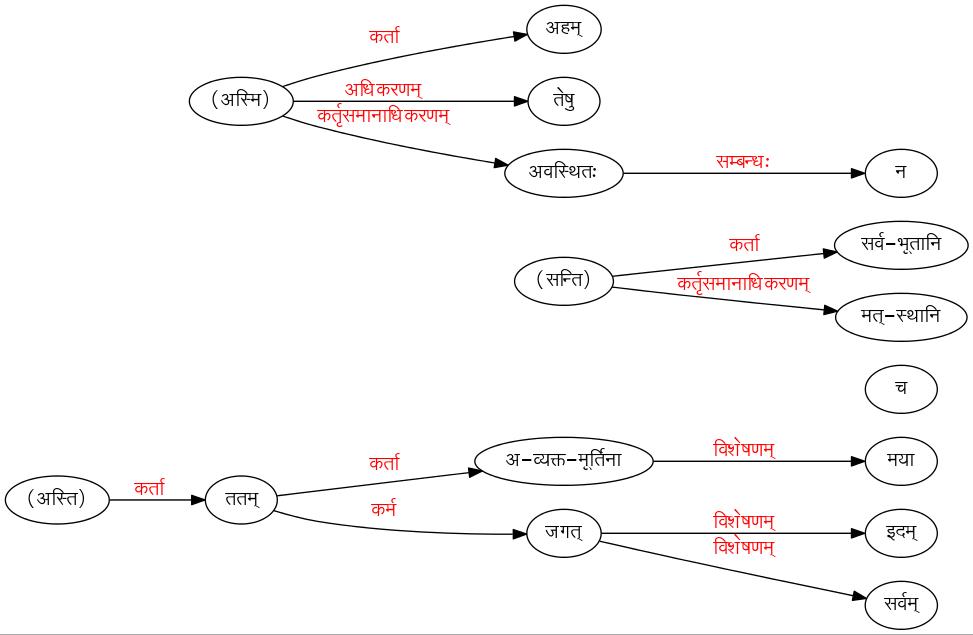 कर्ता
अहम्
(अस्मि)
अधिकरणम्
तेषु
कर्तृसमानाधिकरणम्
अवस्थितः
सम्बन्धः
न
कर्ता
सर्व-भूतानि
(सन्ति)
कर्तृसमानाधिकरणम्
मत्-स्थानि
च
कर्ता
अ-व्यक्त-मूर्तिना
विशेषणम्
मया
(अस्ति)
कर्ता
ततम्
कर्म
जगत्
विशेषणम्
इदम्
विशेषणम्
सर्वम्